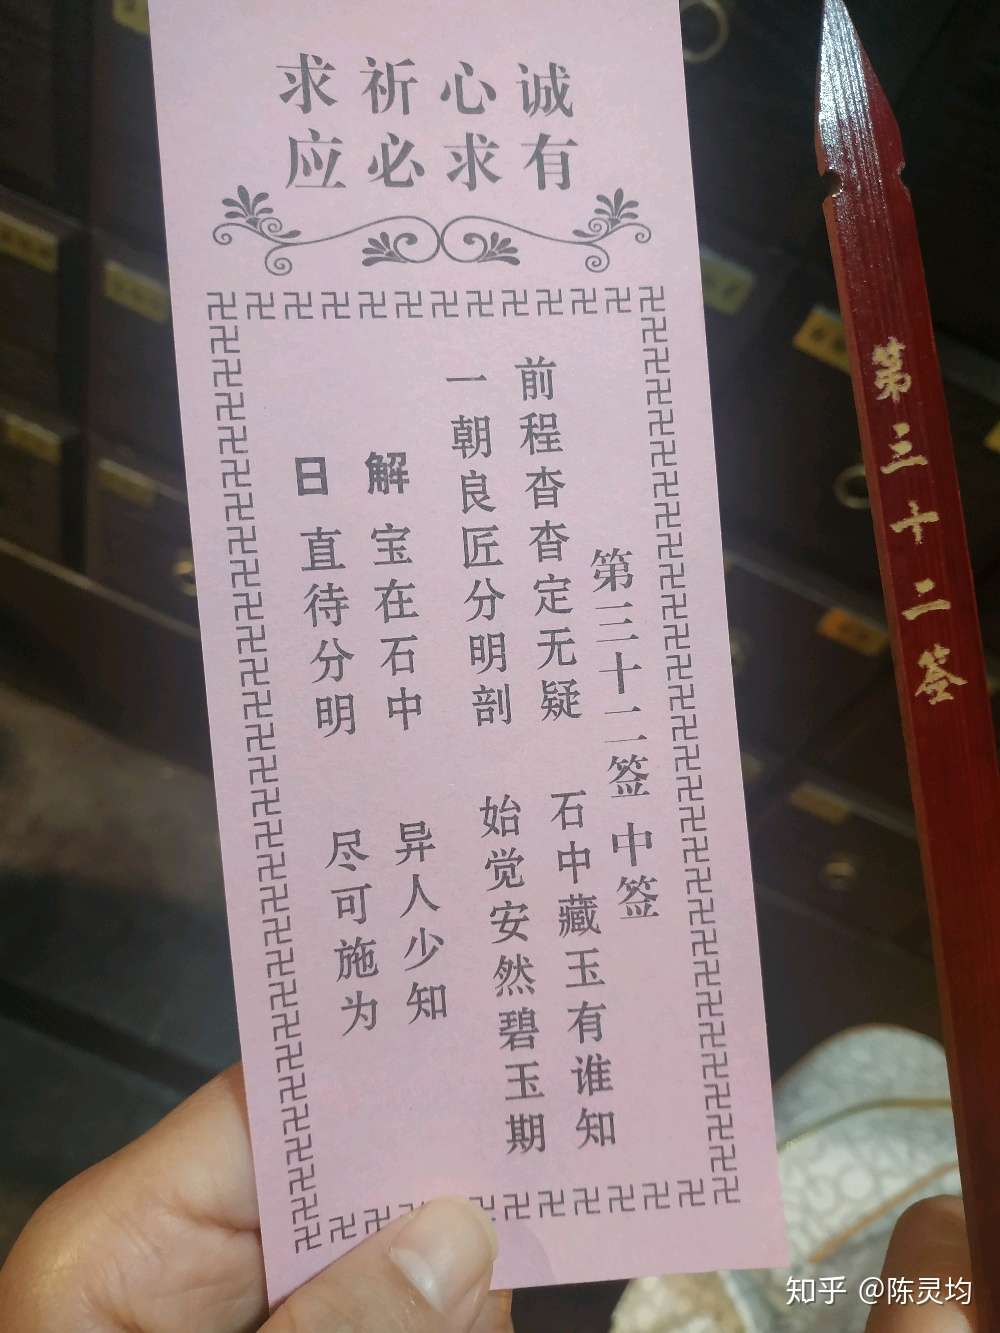 诚心祈求
有求必应
第三十二签 中签
前程杳杳定无疑 石中藏玉有谁知
一朝良匠分明剖 始觉安然碧玉期
解 宝在石中 异人少知
日 直待分明 尽可施为
第三十二签
知乎 @陈灵均